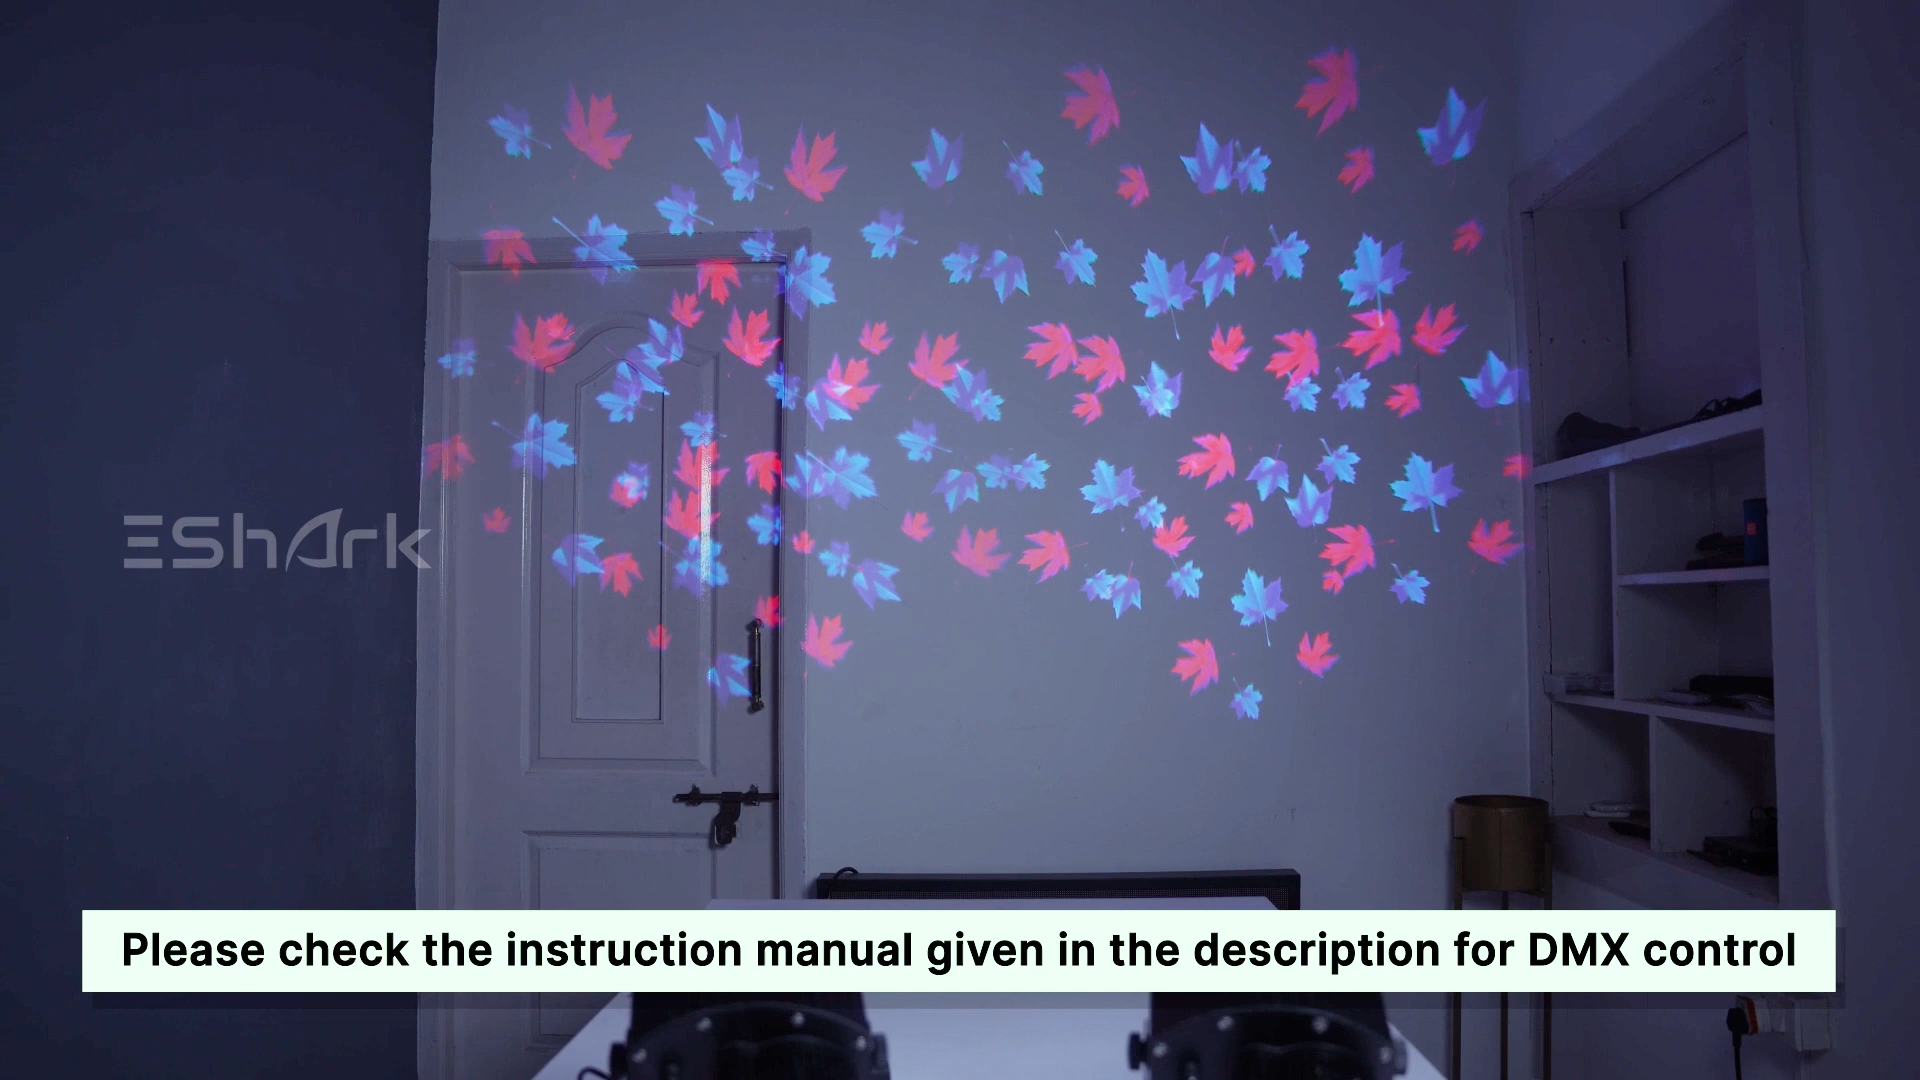 EShark
Please check the instruction manual given in the description for DMX control